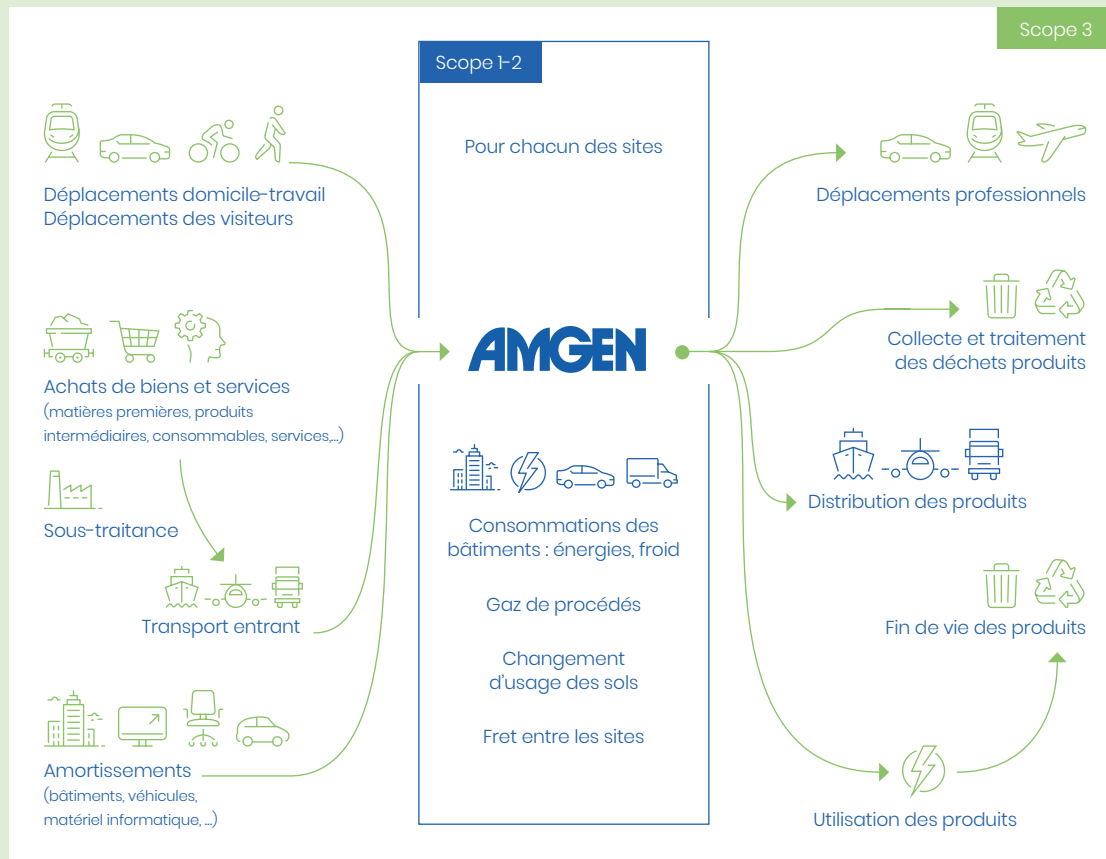 Scope 3
Scope 1-2
Pour chacun des sites
Déplacements domicile-travail
Déplacements des visiteurs
Déplacements professionnels
AMGEN
Collecte et traitement
des déchets produits
Achats de biens et services
(matières premières, produits
intermédiaires, consommables, services,...)
Sous-traitance
Transport entrant
Amortissements
(bâtiments, véhicules,
matériel informatique, ...)
Consommations des
bâtiments : énergies, froid
Gaz de procédés
Changement
d'usage des sols
Fret entre les sites
Distribution des produits
Fin de vie des produits
Utilisation des produits